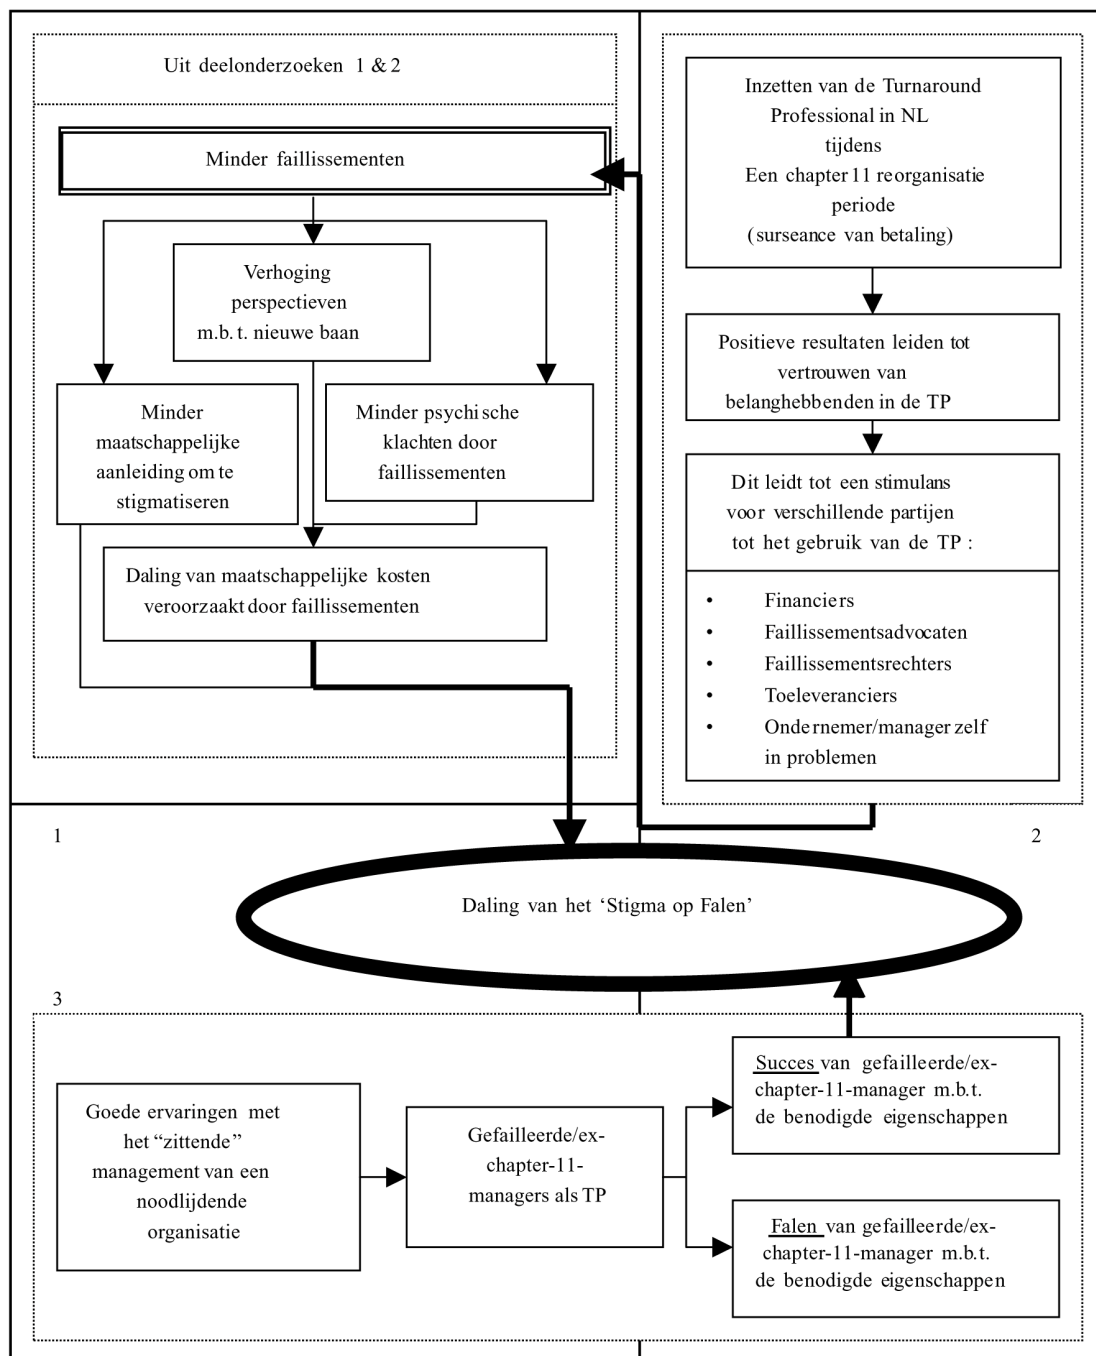 Uit deelonderzoeken 1 & 2
Minder faillissementen
Verhoging
perspectieven
m.b.t. nieuwe baan
Minder
maatschappelijke
aanleiding om te
stigmatiseren
Minder psychische
klachten door
faillissementen
Daling van maatschappelijke kosten
veroorzaakt door faillissementen
1
Inzetten van de Turnaround
Professional in NL
tijdens
Een chapter 11 reorganisatie
periode
(surseance van betaling)
Positieve resultaten leiden tot
vertrouwen van
belanghebbenden in de TP
Dit leidt tot een stimulans
voor verschillende partijen
tot het gebruik van de TP :
• Financiers
• Faillissementsadvocaten
• Faillissementsrechters
• Toeleveranciers
• Ondernemer/manager zelf
in problemen
2
Daling van het ‘Stigma op Falen’
3
Goede ervaringen met
het “zittende”
management van een
noodlijdende
organisatie
Gefailleerde/ex-
chapter-11-
managers als TP
Succes van gefailleerde/ex-
chapter-11-manager m.b.t.
de benodigde eigenschappen
Falen van gefailleerde/ex-
chapter-11-manager m.b.t.
de benodigde eigenschappen